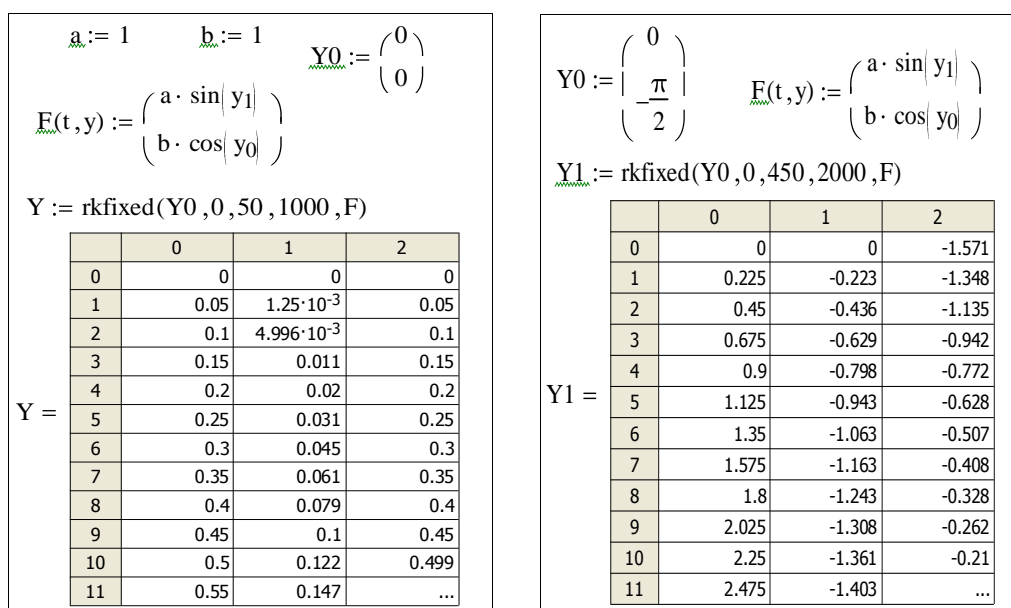 a := 1 b := 1 Y0 := ( 0 0 )
F(t , y) := ( a · sin( y1 ) b · cos( y0 ) )
Y := rkfixed(Y0 , 0 , 50 , 1000 , F)
Y =
0 1 2
0 0 0 0
1 0.05 1.25·10-3 0.05
2 0.1 4.996·10-3 0.1
3 0.15 0.011 0.15
4 0.2 0.02 0.2
5 0.25 0.031 0.25
6 0.3 0.045 0.3
7 0.35 0.061 0.35
8 0.4 0.079 0.4
9 0.45 0.1 0.45
10 0.5 0.122 0.499
11 0.55 0.147 ...
Y0 := ( 0 −π/2 ) F(t , y) := ( a · sin( y1 ) b · cos( y0 ) )
Y1 := rkfixed(Y0 , 0 , 450 , 2000 , F)
Y1 =
0 1 2
0 0 0 -1.571
1 0.225 -0.223 -1.348
2 0.45 -0.436 -1.135
3 0.675 -0.629 -0.942
4 0.9 -0.798 -0.772
5 1.125 -0.943 -0.628
6 1.35 -1.063 -0.507
7 1.575 -1.163 -0.408
8 1.8 -1.243 -0.328
9 2.025 -1.308 -0.262
10 2.25 -1.361 -0.21
11 2.475 -1.403 ...